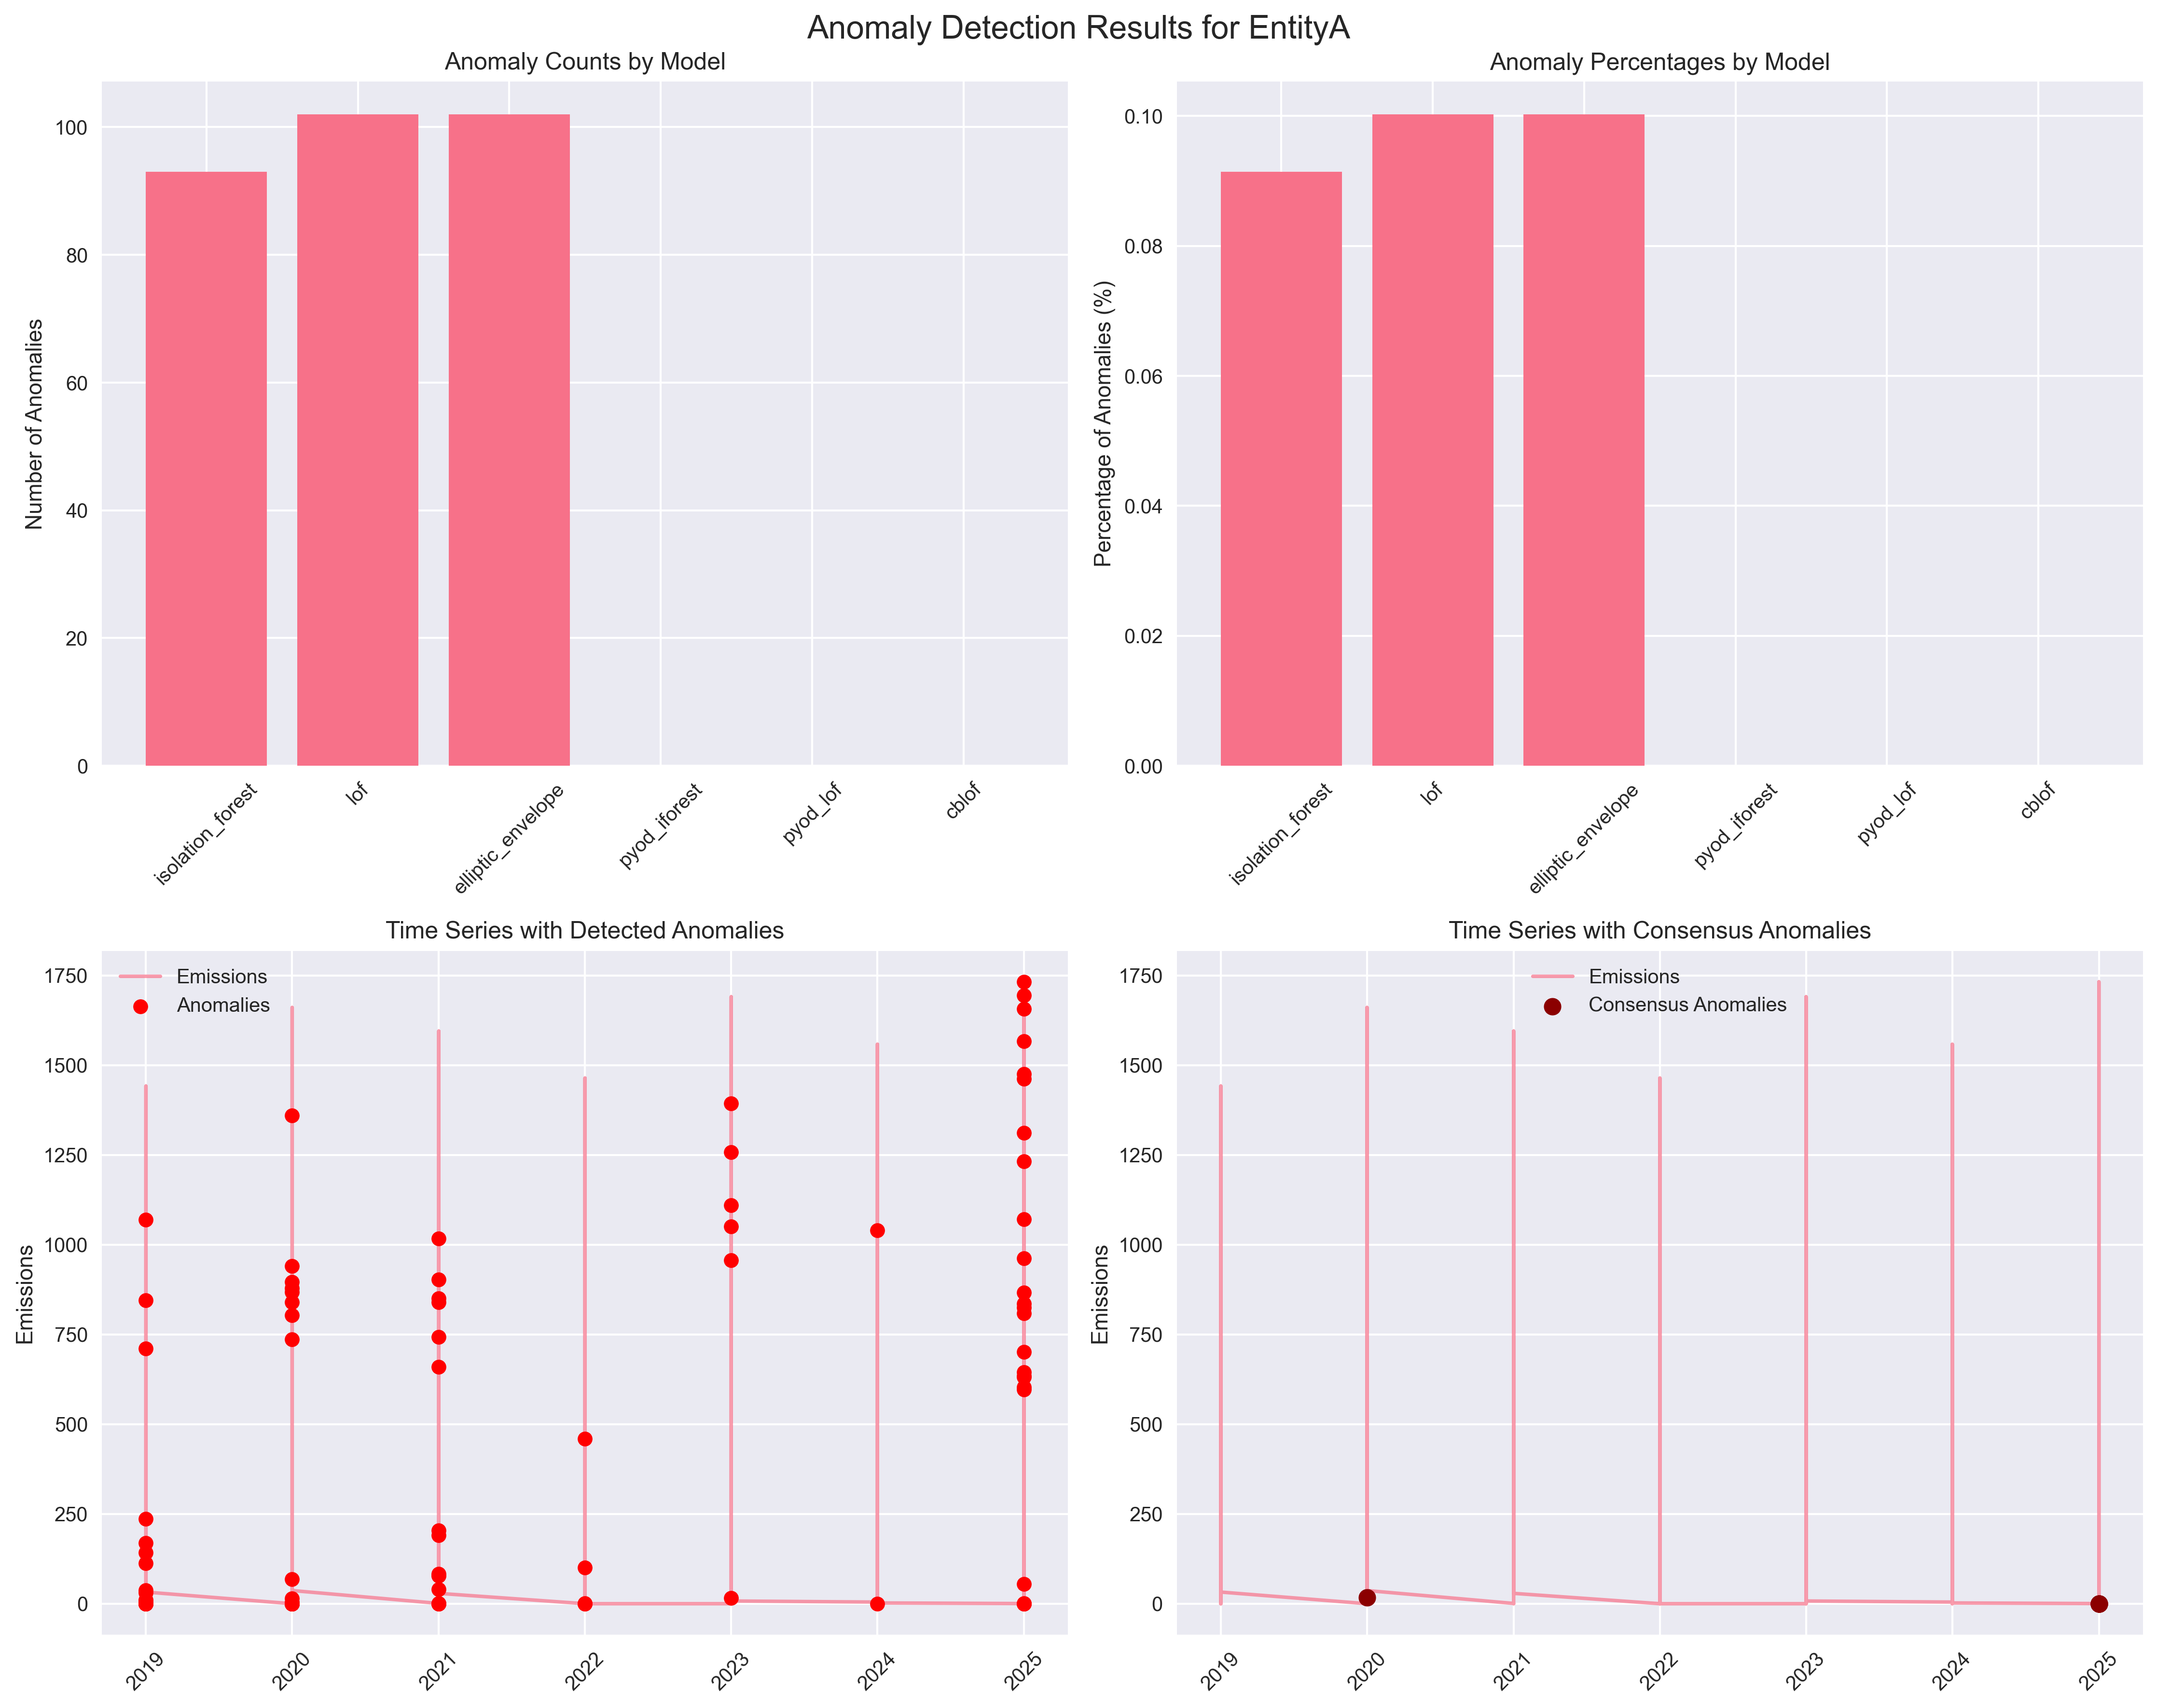 Anomaly Detection Results for EntityA
Anomaly Counts by Model
Number of Anomalies
100
80
60
40
20
0
isolation_forest
lof
elliptic_envelope
pyod_iforest
pyod_lof
cblof
Anomaly Percentages by Model
Percentage of Anomalies (%)
0.10
0.08
0.06
0.04
0.02
0.00
isolation_forest
lof
elliptic_envelope
pyod_iforest
pyod_lof
cblof
Time Series with Detected Anomalies
Emissions
Anomalies
Emissions
1750
1500
1250
1000
750
500
250
0
2019
2020
2021
2022
2023
2024
2025
Time Series with Consensus Anomalies
Emissions
Consensus Anomalies
Emissions
1750
1500
1250
1000
750
500
250
0
2019
2020
2021
2022
2023
2024
2025